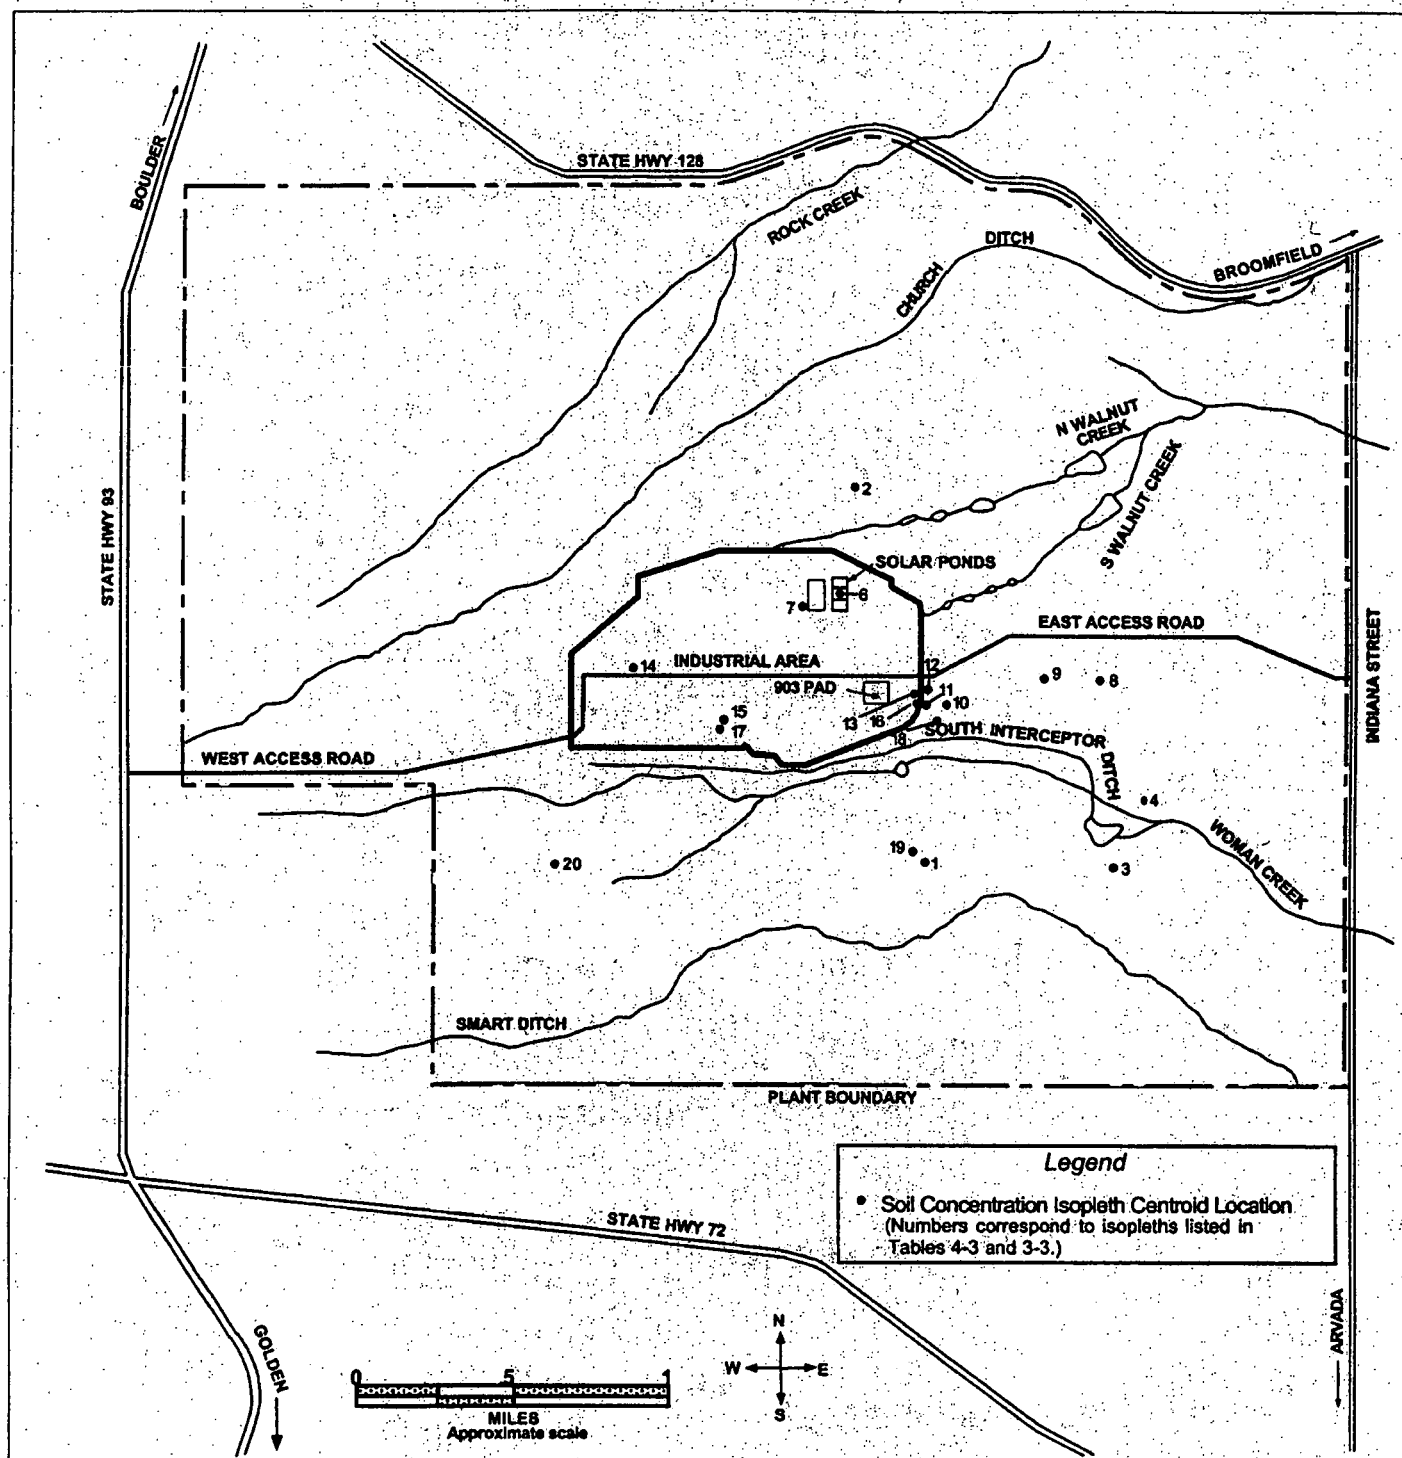 BOULDER
STATE HWY 128
ROCK CREEK
DITCH
CHURCH
BROOMFIELD
N WALNUT
CREEK
S WALNUT CREEK
STATE HWY 93
2
SOLAR PONDS
6
7
EAST ACCESS ROAD
INDIANA STREET
INDUSTRIAL AREA
14
12
9
8
903 PAD
11
10
13
16
15
17
18
SOUTH INTERCEPTOR
DITCH
WEST ACCESS ROAD
4
WOMAN CREEK
19
1
20
3
SMART DITCH
PLANT BOUNDARY
Legend
Soil Concentration Isopleth Centroid Location
(Numbers correspond to isopleths listed in
Tables 4-3 and 3-3.)
STATE HWY 72
GOLDEN
ARVADA
0 .5 1
MILES
Approximate scale
N
W E
S